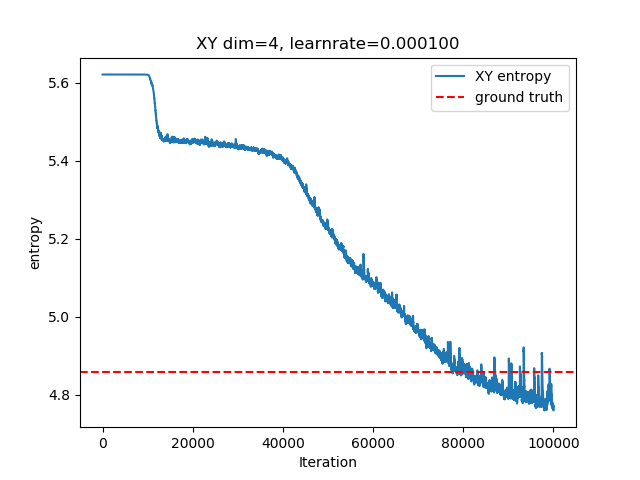 XY dim=4, learnrate=0.000100
XY entropy
ground truth
entropy
5.6
5.4
5.2
5.0
4.8
0 20000 40000 60000 80000 100000
Iteration